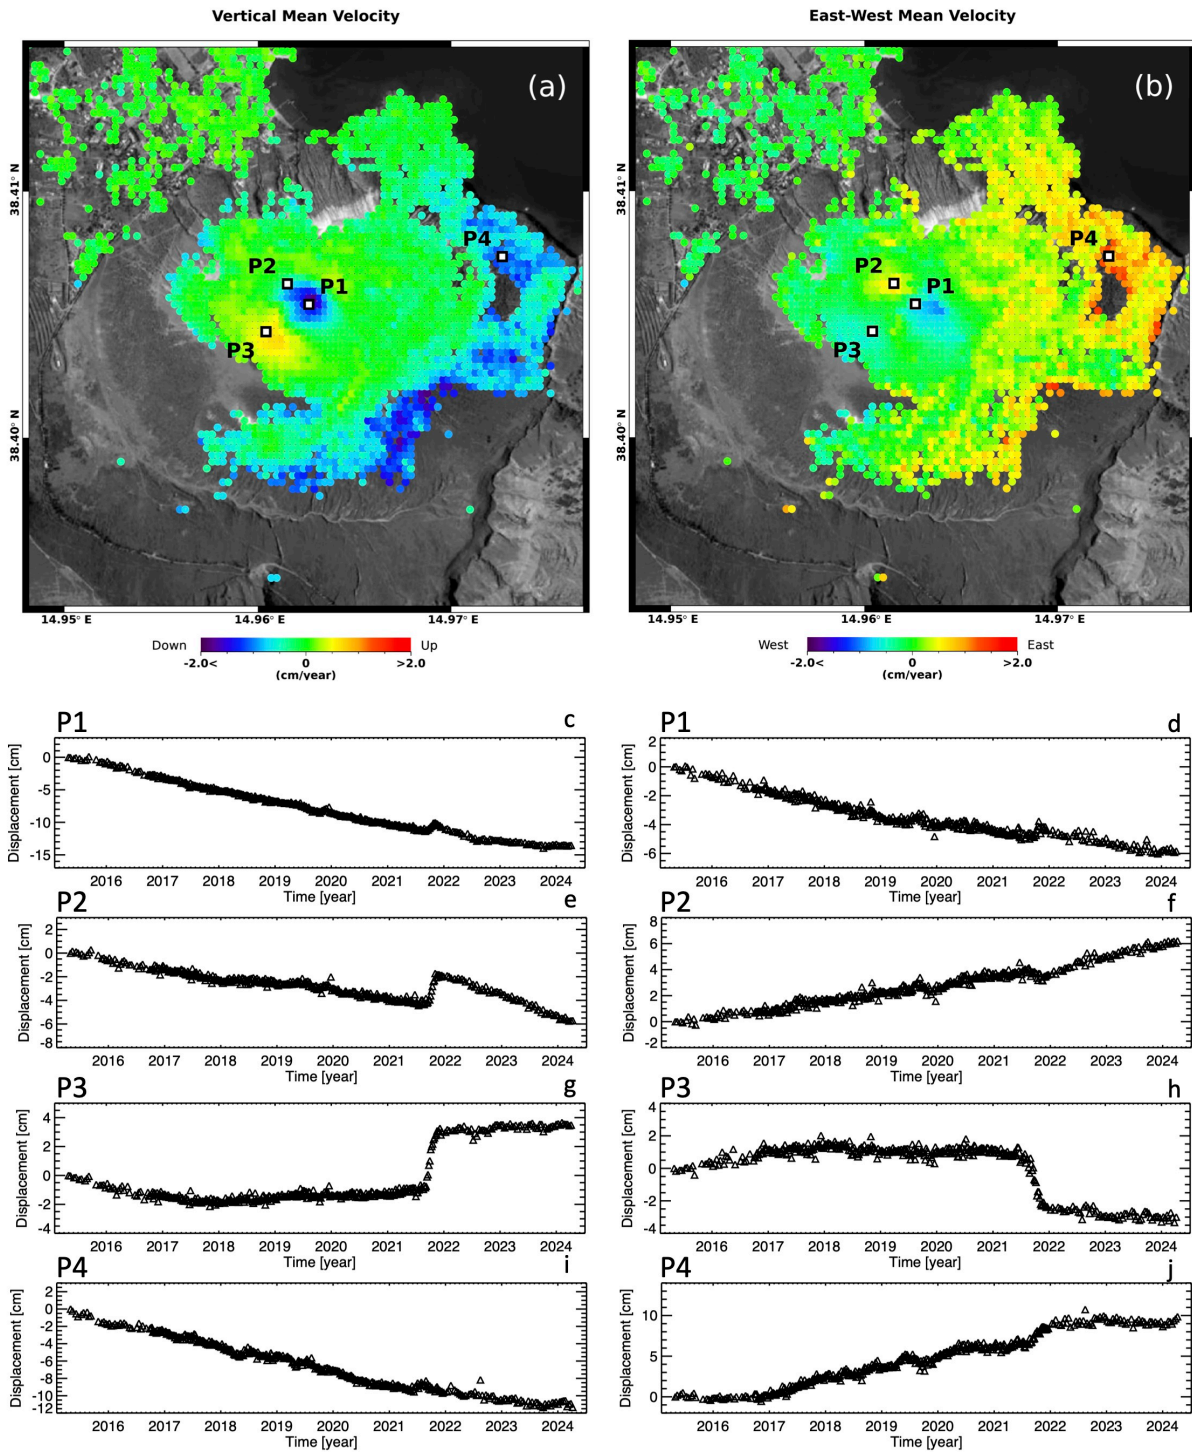 Vertical Mean Velocity
East-West Mean Velocity
(a)
(b)
38.41° N
38.40° N
P4
P2
P1
P3
38.41° N
38.40° N
P4
P2
P1
P3
14.95° E
14.96° E
14.97° E
14.95° E
14.96° E
14.97° E
Down
Up
-2.0<
0
>2.0
(cm/year)
West
East
-2.0<
0
>2.0
(cm/year)
P1
c
Displacement [cm]
0
-5
-10
-15
2016 2017 2018 2019 2020 2021 2022 2023 2024
Time [year]
P1
d
Displacement [cm]
2
0
-2
-4
-6
2016 2017 2018 2019 2020 2021 2022 2023 2024
Time [year]
P2
e
Displacement [cm]
2
0
-2
-4
-6
-8
2016 2017 2018 2019 2020 2021 2022 2023 2024
Time [year]
P2
f
Displacement [cm]
8
6
4
2
0
-2
2016 2017 2018 2019 2020 2021 2022 2023 2024
Time [year]
P3
g
Displacement [cm]
4
2
0
-2
-4
2016 2017 2018 2019 2020 2021 2022 2023 2024
Time [year]
P3
h
Displacement [cm]
4
2
0
-2
-4
2016 2017 2018 2019 2020 2021 2022 2023 2024
Time [year]
P4
i
Displacement [cm]
2
0
-2
-4
-6
-8
-10
-12
2016 2017 2018 2019 2020 2021 2022 2023 2024
Time [year]
P4
j
Displacement [cm]
10
5
0
2016 2017 2018 2019 2020 2021 2022 2023 2024
Time [year]